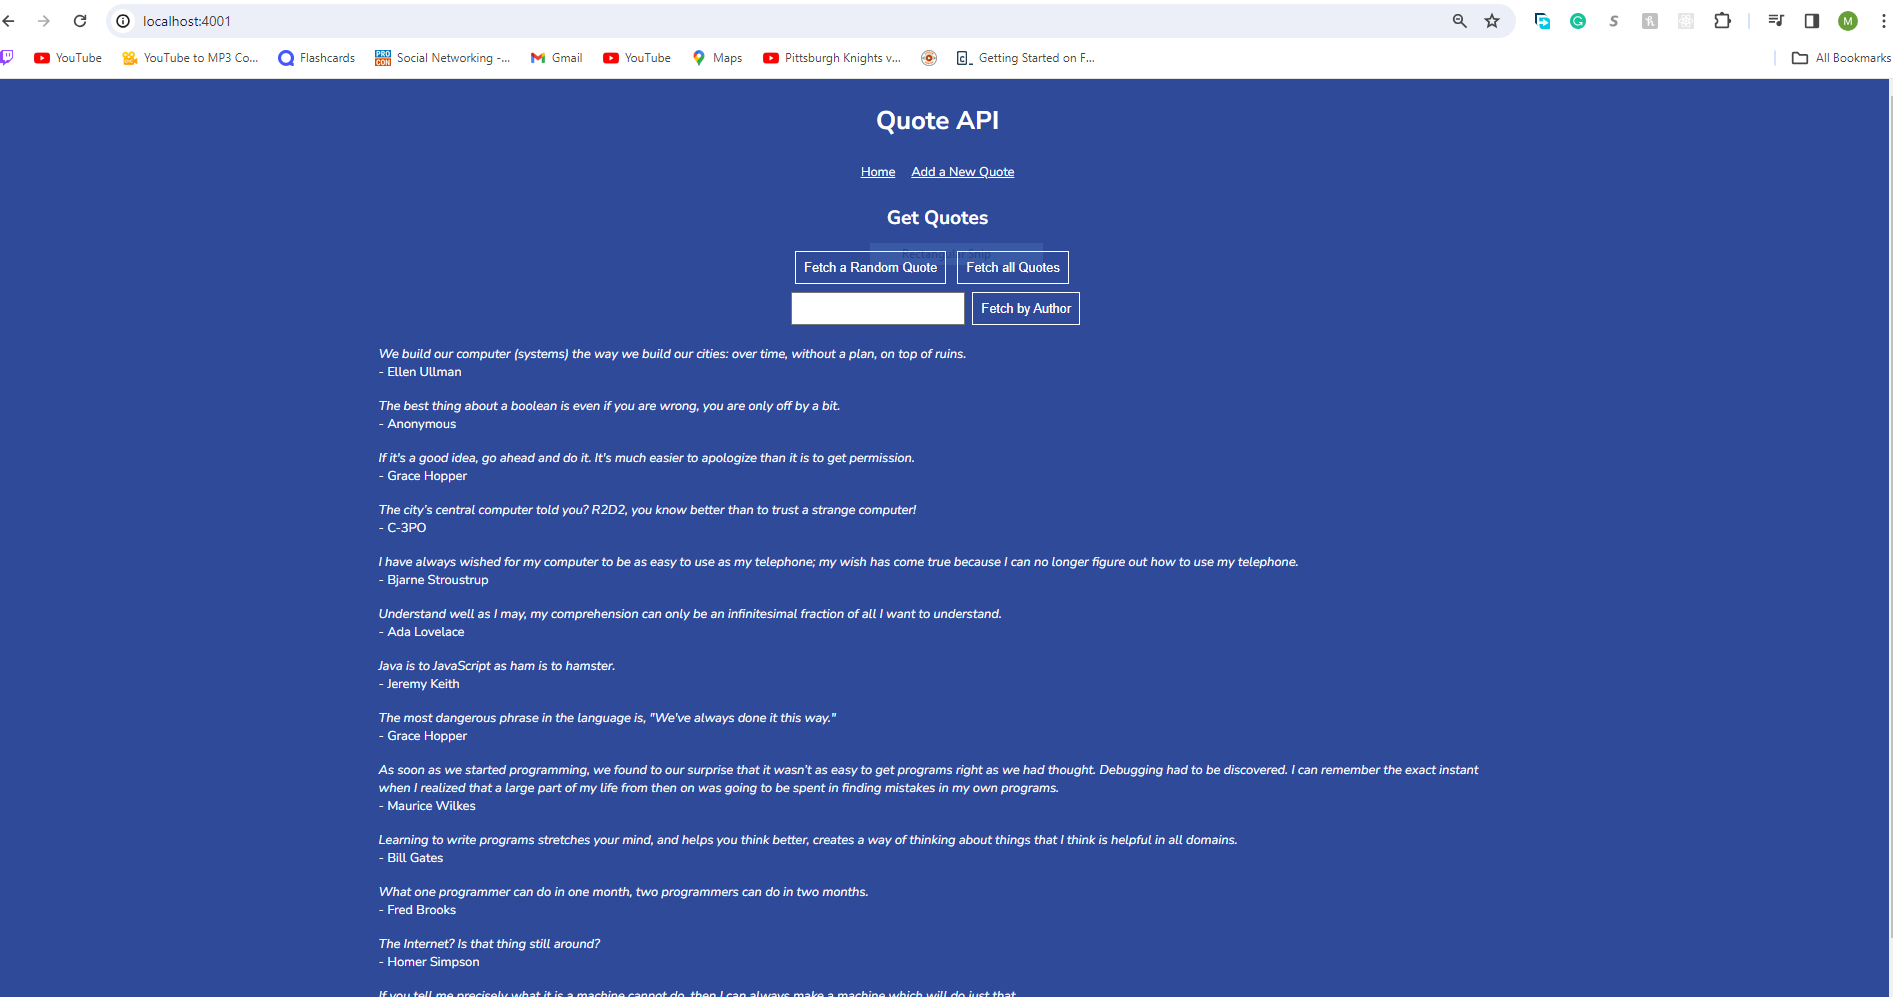 localhost:4001
M
YouTube
YouTube to MP3 Co...
Flashcards
PRO CON
Social Networking -...
Gmail
YouTube
Maps
Pittsburgh Knights v...
Getting Started on F...
All Bookmarks
Quote API
Home Add a New Quote
Get Quotes
Rectangular Snip
Fetch a Random Quote Fetch all Quotes
Fetch by Author
We build our computer (systems) the way we build our cities: over time, without a plan, on top of ruins.
- Ellen Ullman
The best thing about a boolean is even if you are wrong, you are only off by a bit.
- Anonymous
If it's a good idea, go ahead and do it. It's much easier to apologize than it is to get permission.
- Grace Hopper
The city's central computer told you? R2D2, you know better than to trust a strange computer!
- C-3PO
I have always wished for my computer to be as easy to use as my telephone; my wish has come true because I can no longer figure out how to use my telephone.
- Bjarne Stroustrup
Understand well as I may, my comprehension can only be an infinitesimal fraction of all I want to understand.
- Ada Lovelace
Java is to JavaScript as ham is to hamster.
- Jeremy Keith
The most dangerous phrase in the language is, "We've always done it this way."
- Grace Hopper
As soon as we started programming, we found to our surprise that it wasn't as easy to get programs right as we had thought. Debugging had to be discovered. I can remember the exact instant
when I realized that a large part of my life from then on was going to be spent in finding mistakes in my own programs.
- Maurice Wilkes
Learning to write programs stretches your mind, and helps you think better, creates a way of thinking about things that I think is helpful in all domains.
- Bill Gates
What one programmer can do in one month, two programmers can do in two months.
- Fred Brooks
The Internet? Is that thing still around?
- Homer Simpson
If you tell me precisely what it is a machine cannot do, then I can always make a machine which will do just that.